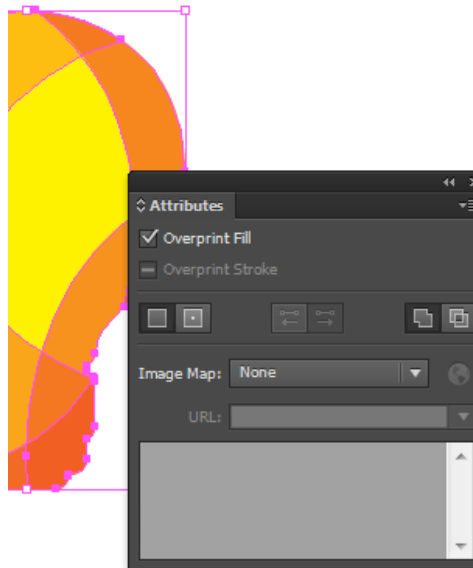 Attributes
Overprint Fill
Overprint Stroke
Image Map: None
URL: